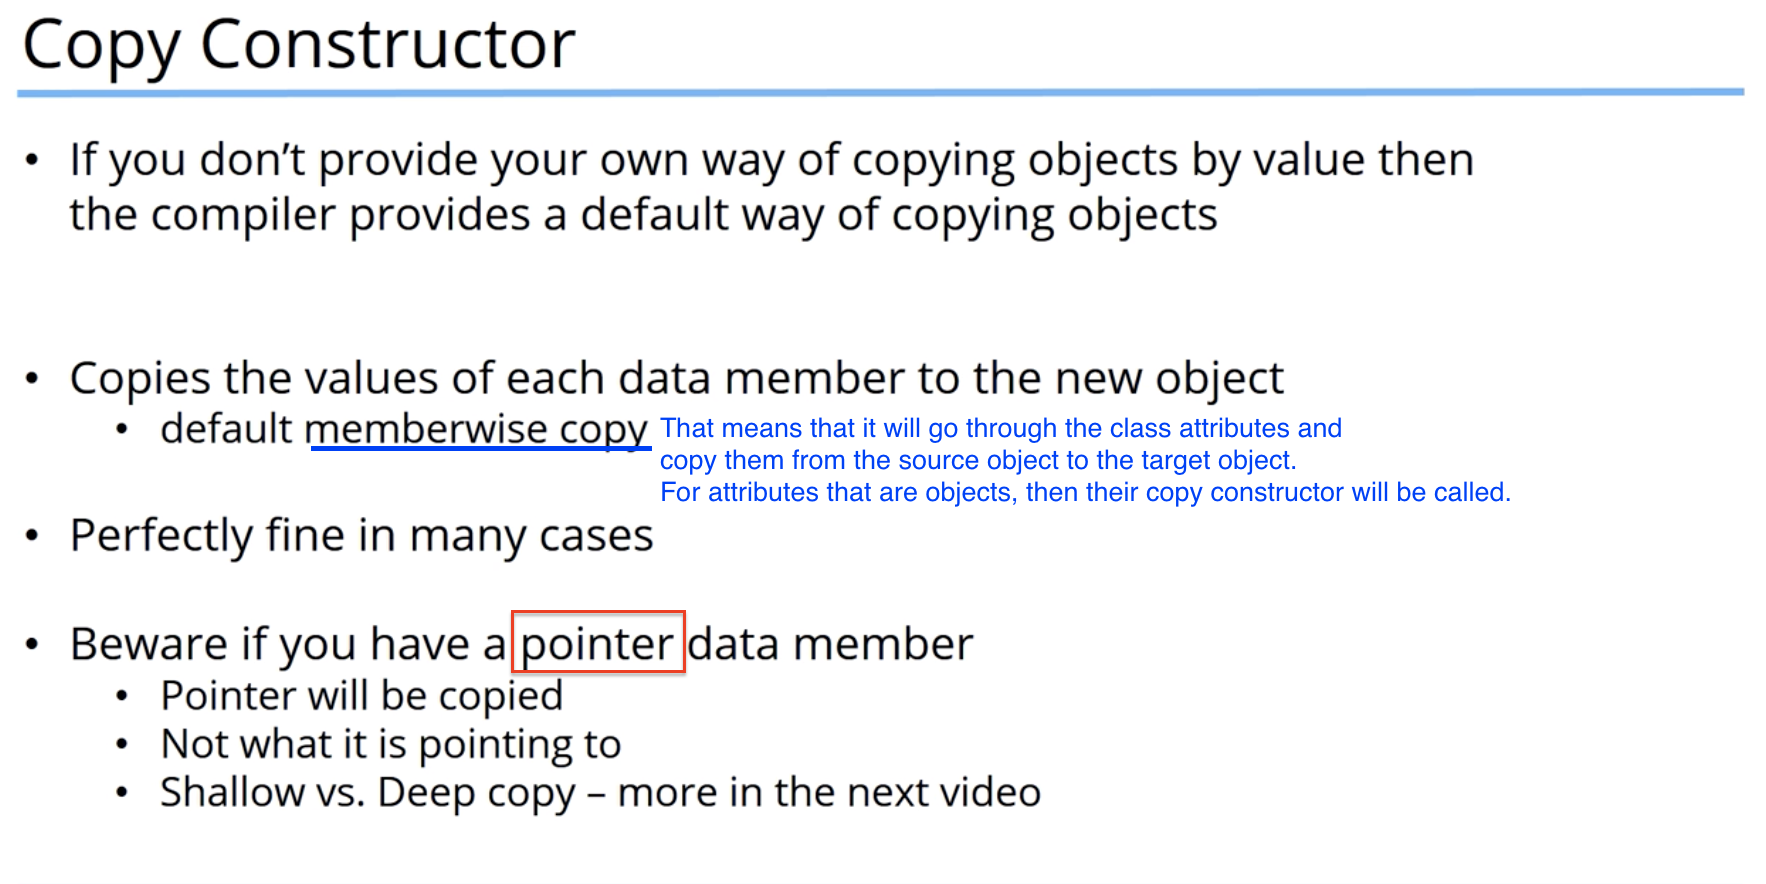 Copy Constructor
• If you don’t provide your own way of copying objects by value then
the compiler provides a default way of copying objects
• Copies the values of each data member to the new object
• default memberwise copy
That means that it will go through the class attributes and
copy them from the source object to the target object.
For attributes that are objects, then their copy constructor will be called.
• Perfectly fine in many cases
• Beware if you have a pointer data member
• Pointer will be copied
• Not what it is pointing to
• Shallow vs. Deep copy – more in the next video